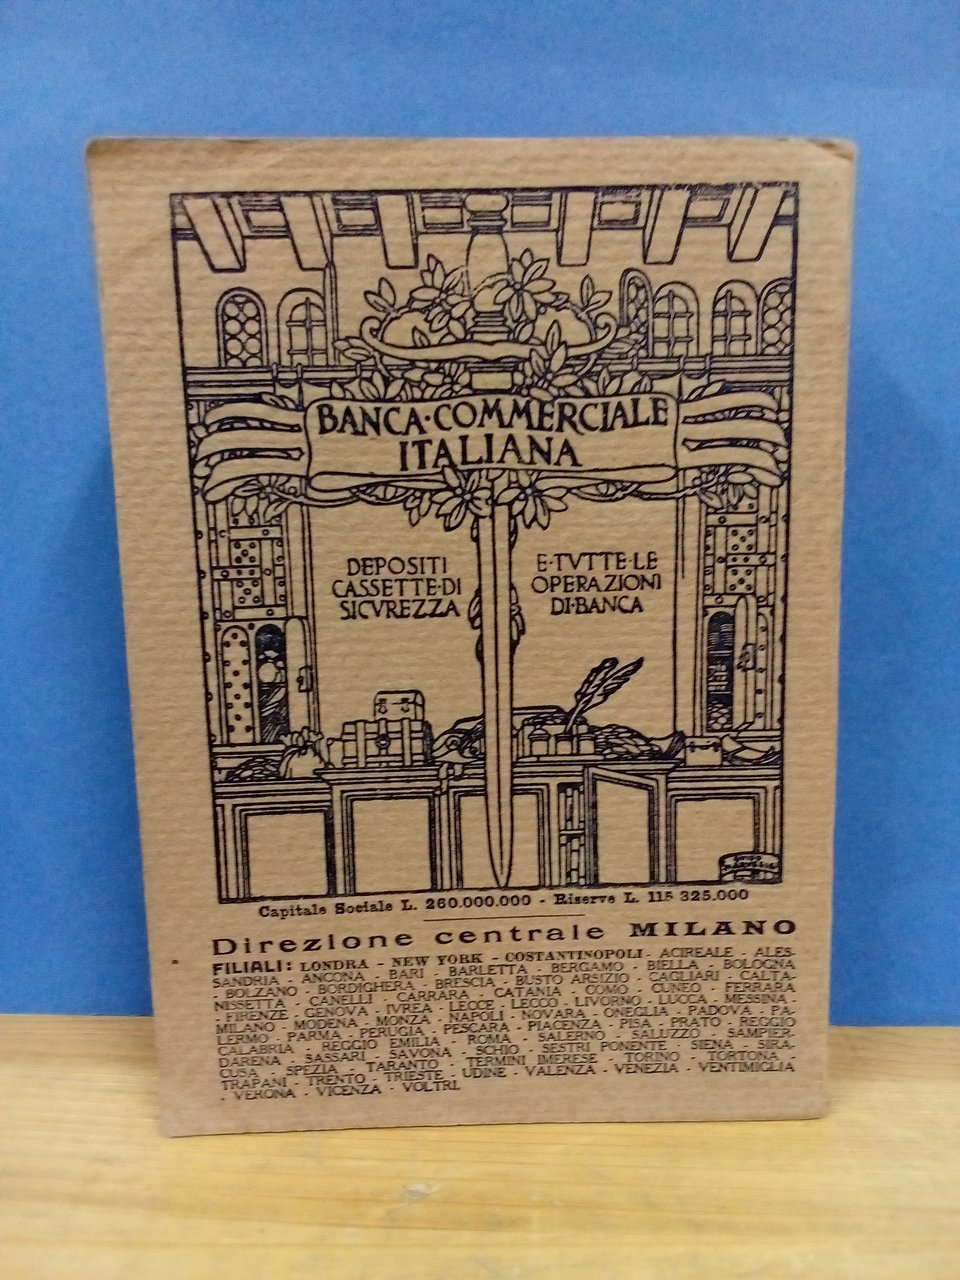 BANCA·COMMERCIALE
ITALIANA
DEPOSITI
CASSETTE·DI
SICVREZZA
E·TVTTE·LE
OPERAZIONI
DI·BANCA
Capitale Sociale L. 260.000.000 - Riserve L. 115 325.000
Direzione centrale MILANO
FILIALI: LONDRA - NEW YORK - COSTANTINOPOLI - ACIREALE - ALES-
SANDRIA - ANCONA - BARI - BARLETTA - BERGAMO - BIELLA - BOLOGNA
- BOLZANO - BORDIGHERA - BRESCIA - BUSTO ARSIZIO - CAGLIARI - CALTA-
NISSETTA - CANELLI - CARRARA - CATANIA - COMO - CUNEO - FERRARA
- FIRENZE - GENOVA - IVREA - LECCE - LECCO - LIVORNO - LUCCA - MESSINA -
MILANO - MODENA - MONZA - NAPOLI - NOVARA - ONEGLIA - PADOVA - PA-
LERMO - PARMA - PERUGIA - PESCARA - PIACENZA - PISA - PRATO - REGGIO
CALABRIA - REGGIO EMILIA - ROMA - SALERNO - SALUZZO - SAMPIER-
DARENA - SASSARI - SAVONA - SCHIO - SESTRI PONENTE - SIENA - SIRA-
CUSA - SPEZIA - TARANTO - TERMINI IMERESE - TORINO - TORTONA -
TRAPANI - TRENTO - TRIESTE - UDINE - VALENZA - VENEZIA - VENTIMIGLIA
- VERONA - VICENZA - VOLTRI.